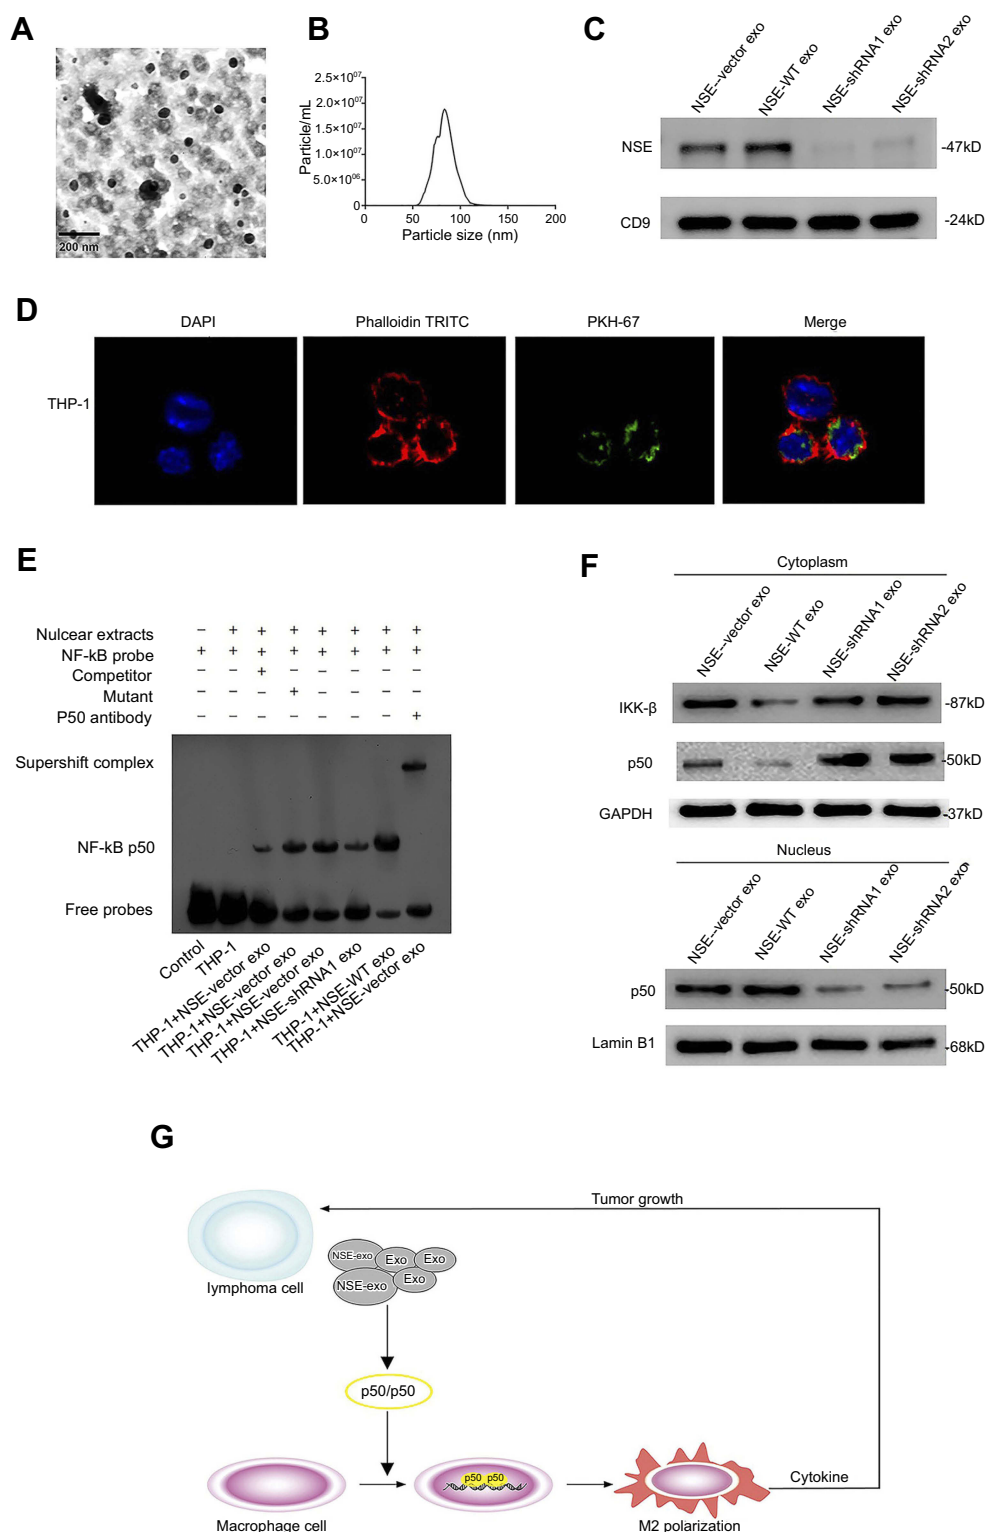 A
200 nm
B
Particle/mL
2.5×10⁰⁷
2.0×10⁰⁷
1.5×10⁰⁷
1.0×10⁰⁷
5.0×10⁰⁶
0
0 50 100 150 200
Particle size (nm)
C
NSE--vector exo
NSE-WT exo
NSE-shRNA1 exo
NSE-shRNA2 exo
NSE -47kD
CD9 -24kD
D
DAPI Phalloidin TRITC PKH-67 Merge
THP-1
E
Nulcear extracts − + + + + + + +
NF-kB probe + + + + + + + +
Competitor − − + − − − − −
Mutant − − − + − − − −
P50 antibody − − − − − − − +
Supershift complex
NF-kB p50
Free probes
Control
THP-1
THP-1+NSE-vector exo
THP-1+NSE-vector exo
THP-1+NSE-vector exo
THP-1+NSE-shRNA1 exo
THP-1+NSE-WT exo
THP-1+NSE-vector exo
F
Cytoplasm
NSE--vector exo
NSE-WT exo
NSE-shRNA1 exo
NSE-shRNA2 exo
IKK-β -87kD
p50 -50kD
GAPDH -37kD
Nucleus
NSE--vector exo
NSE-WT exo
NSE-shRNA1 exo
NSE-shRNA2 exo
p50 -50kD
Lamin B1 -68kD
G
Tumor growth
lymphoma cell
NSE-exo Exo Exo
NSE-exo Exo
p50/p50
p50 p50
Cytokine
Macrophage cell
M2 polarization